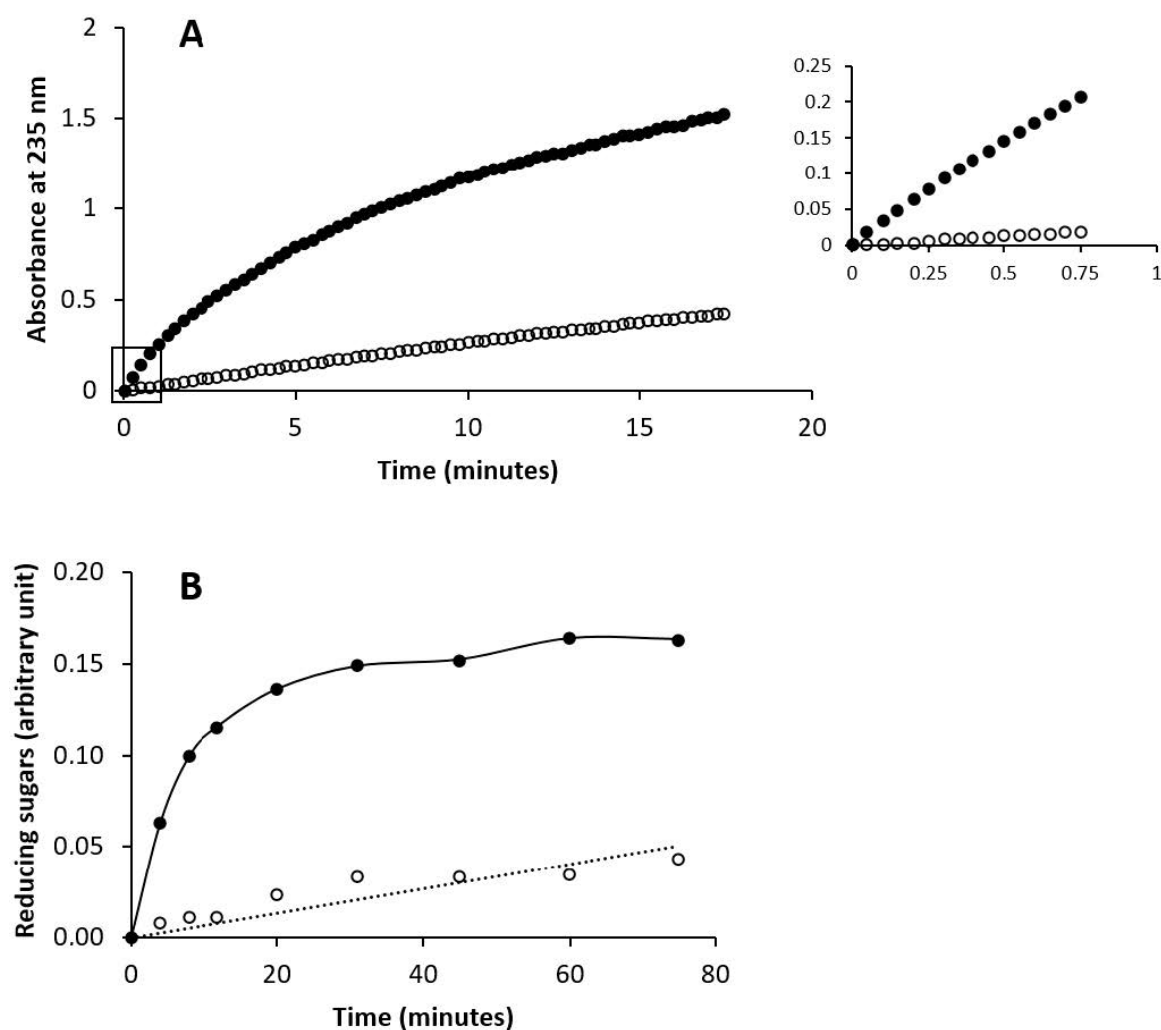 A
Absorbance at 235 nm
2
1.5
1
0.5
0
0 5 10 15 20
Time (minutes)
0.25
0.2
0.15
0.1
0.05
0
0 0.25 0.5 0.75 1
B
Reducing sugars (arbitrary unit)
0.20
0.15
0.10
0.05
0.00
0 20 40 60 80
Time (minutes)